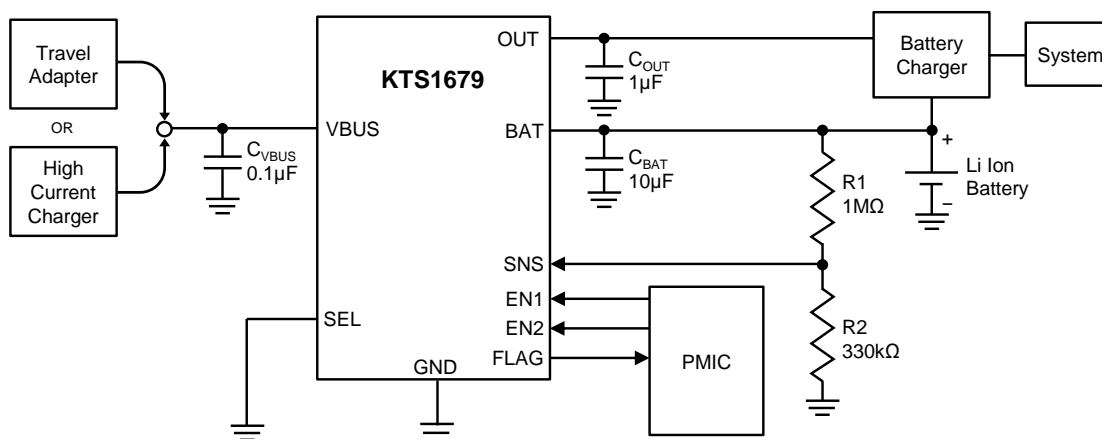 Travel
Adapter
OR
High
Current
Charger
C_VBUS
0.1µF
KTS1679
VBUS
SEL
GND
OUT
BAT
SNS
EN1
EN2
FLAG
C_OUT
1µF
C_BAT
10µF
PMIC
R1
1MΩ
R2
330kΩ
Battery
Charger
System
+
Li Ion
Battery
−